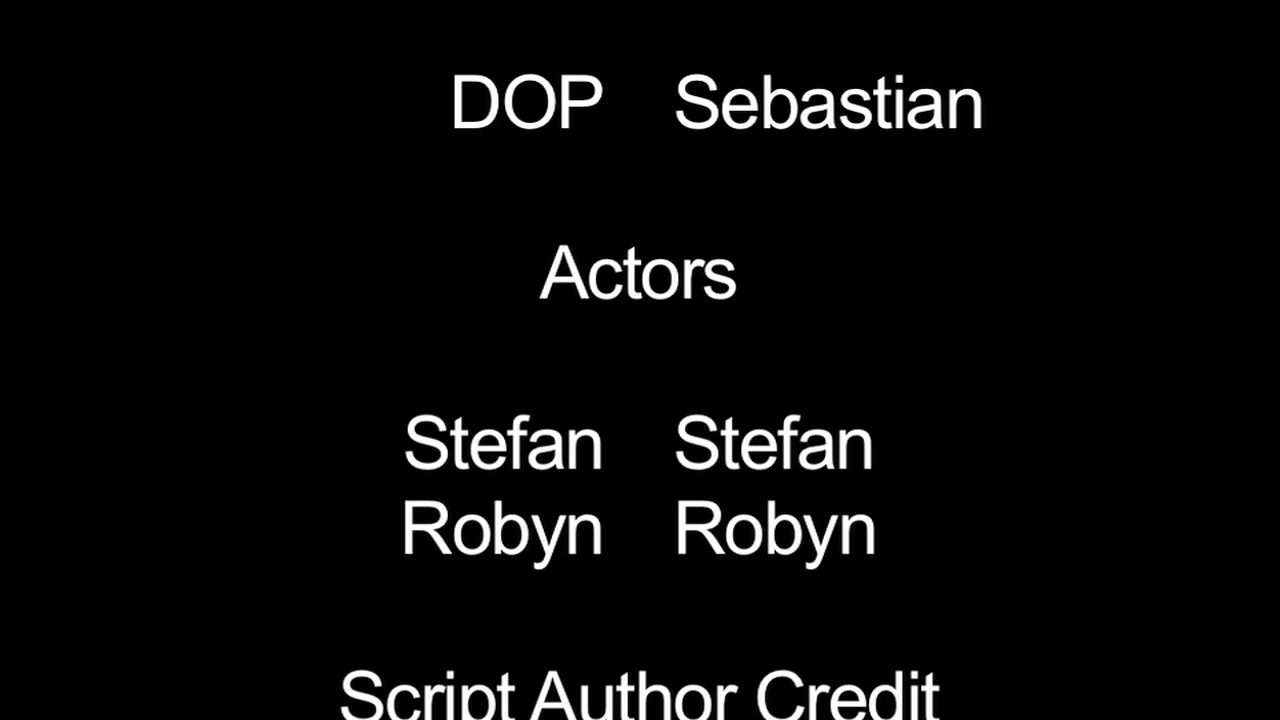 DOP Sebastian
Actors
Stefan Stefan
Robyn Robyn
Script Author Credit